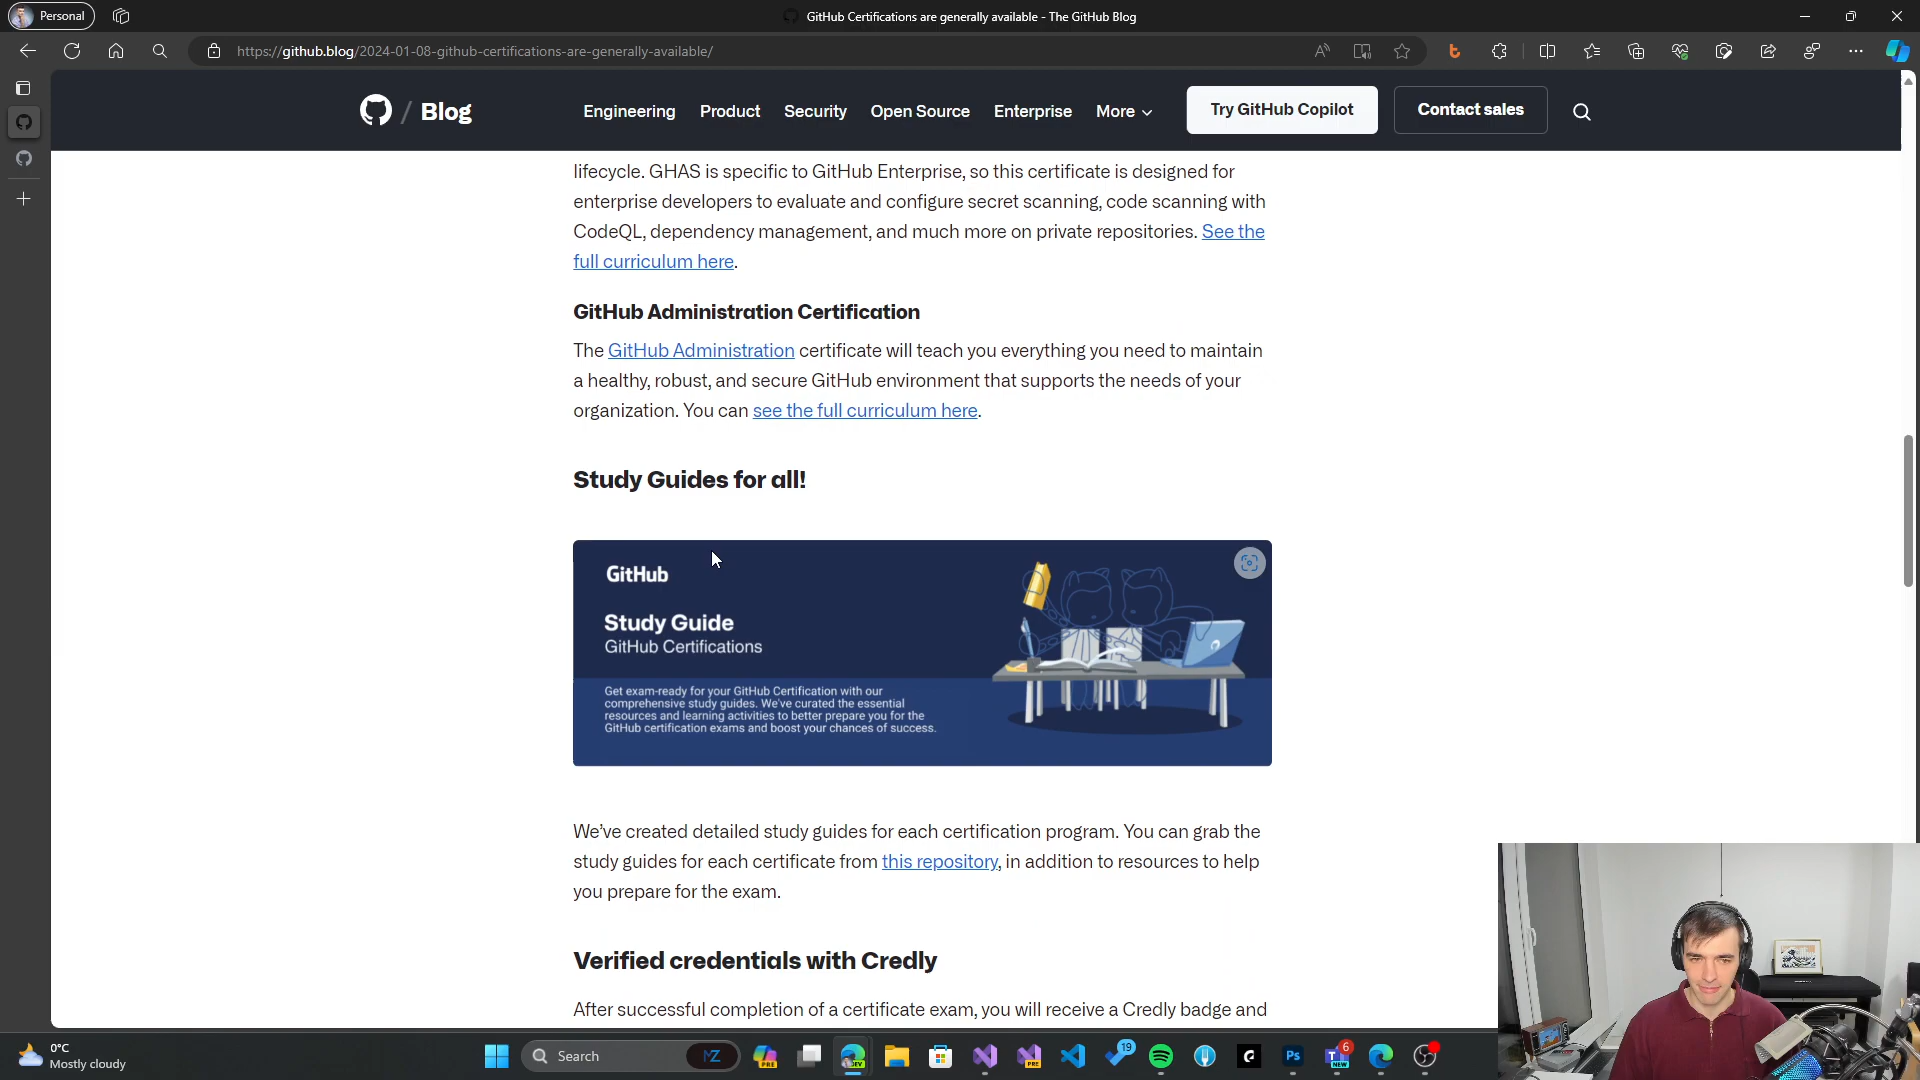 Personal
GitHub Certifications are generally available - The GitHub Blog
https://github.blog/2024-01-08-github-certifications-are-generally-available/
/ Blog
Engineering
Product
Security
Open Source
Enterprise
More
Try GitHub Copilot
Contact sales
lifecycle. GHAS is specific to GitHub Enterprise, so this certificate is designed for
enterprise developers to evaluate and configure secret scanning, code scanning with
CodeQL, dependency management, and much more on private repositories. See the
full curriculum here.
GitHub Administration Certification
The GitHub Administration certificate will teach you everything you need to maintain
a healthy, robust, and secure GitHub environment that supports the needs of your
organization. You can see the full curriculum here.
Study Guides for all!
GitHub
Study Guide
GitHub Certifications
Get exam-ready for your GitHub Certification with our
comprehensive study guides. We've curated the essential
resources and learning activities to better prepare you for the
GitHub certification exams and boost your chances of success.
We've created detailed study guides for each certification program. You can grab the
study guides for each certificate from this repository, in addition to resources to help
you prepare for the exam.
Verified credentials with Credly
After successful completion of a certificate exam, you will receive a Credly badge and
0°C
Mostly cloudy
Search
MZ
PRE
DEV
PRE
19
G
Ps
6
NEW